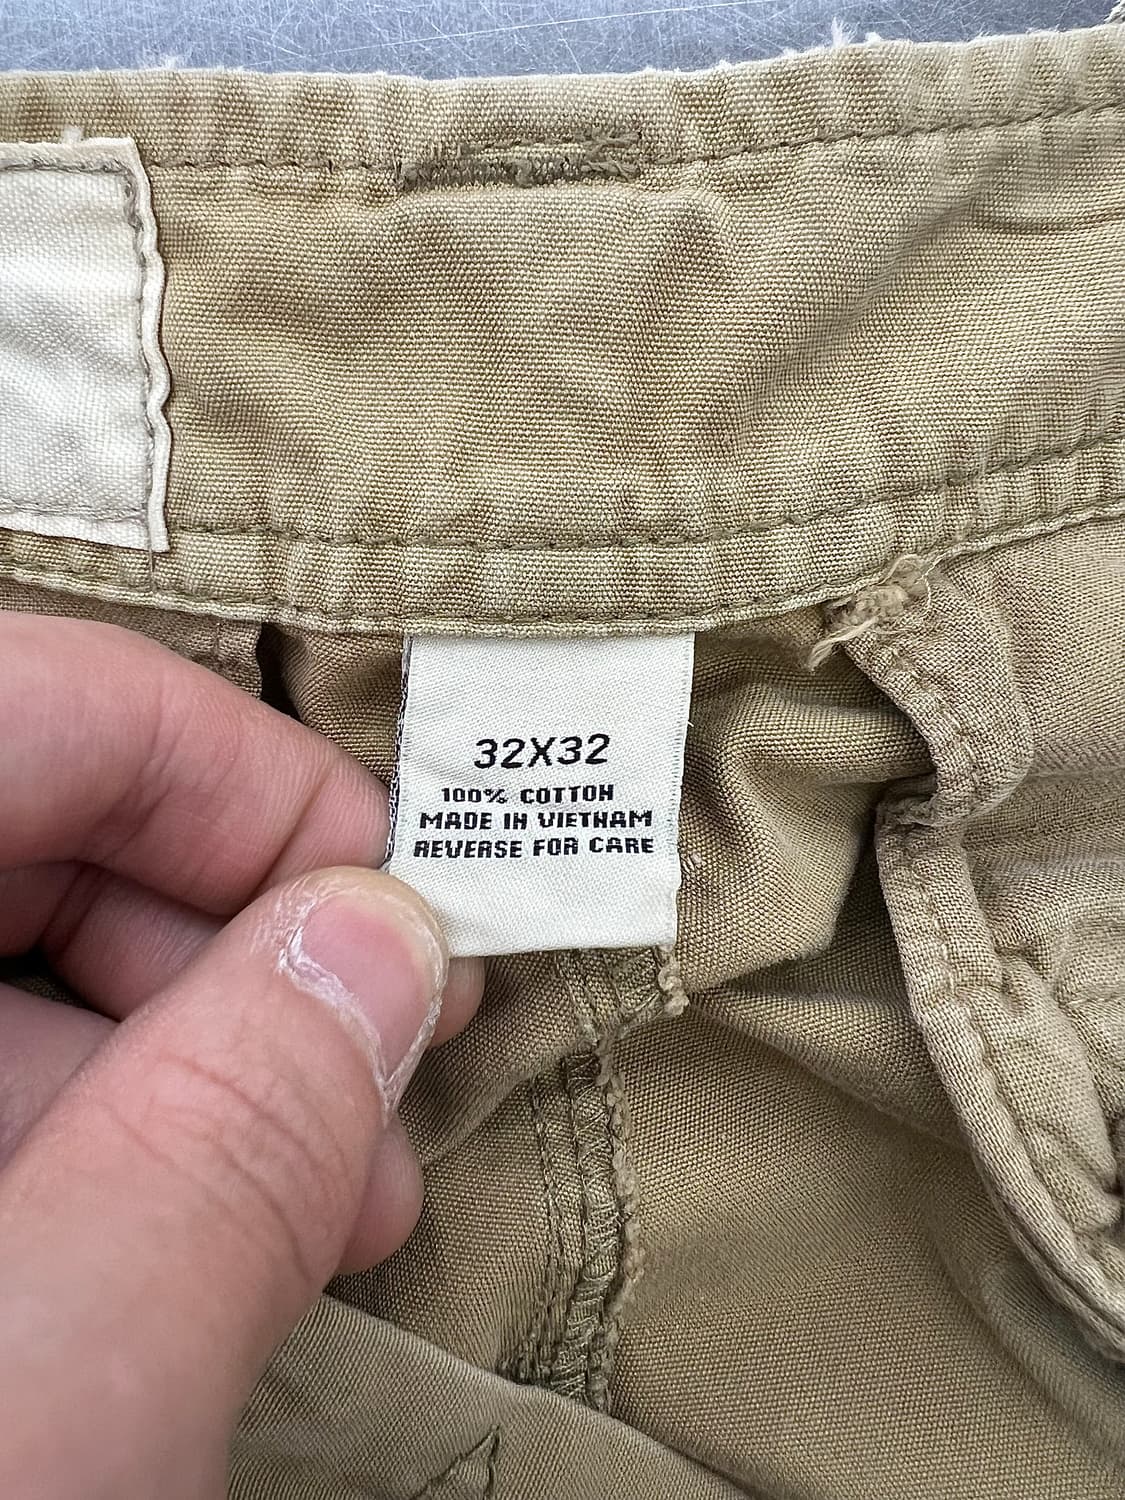 32X32
100% COTTON
MADE IN VIETNAM
REVERSE FOR CARE